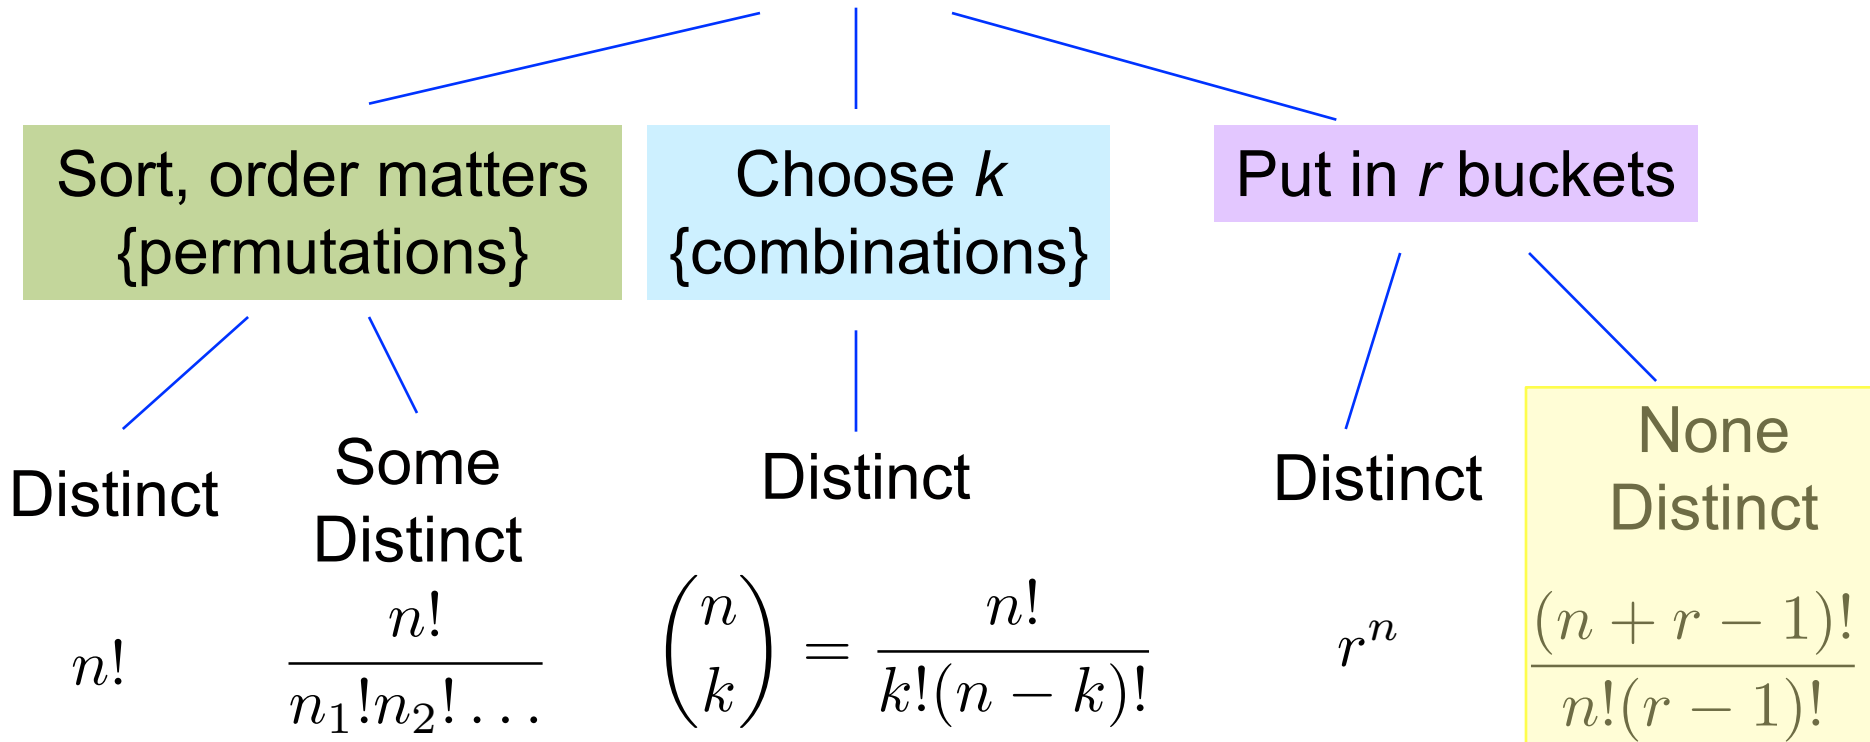 Sort, order matters
{permutations}
Choose k
{combinations}
Put in r buckets
Distinct
Some
Distinct
Distinct
Distinct
None
Distinct
n!
n!
n₁!n₂!...
(n k) = n! / k!(n − k)!
rⁿ
(n + r − 1)!
n!(r − 1)!